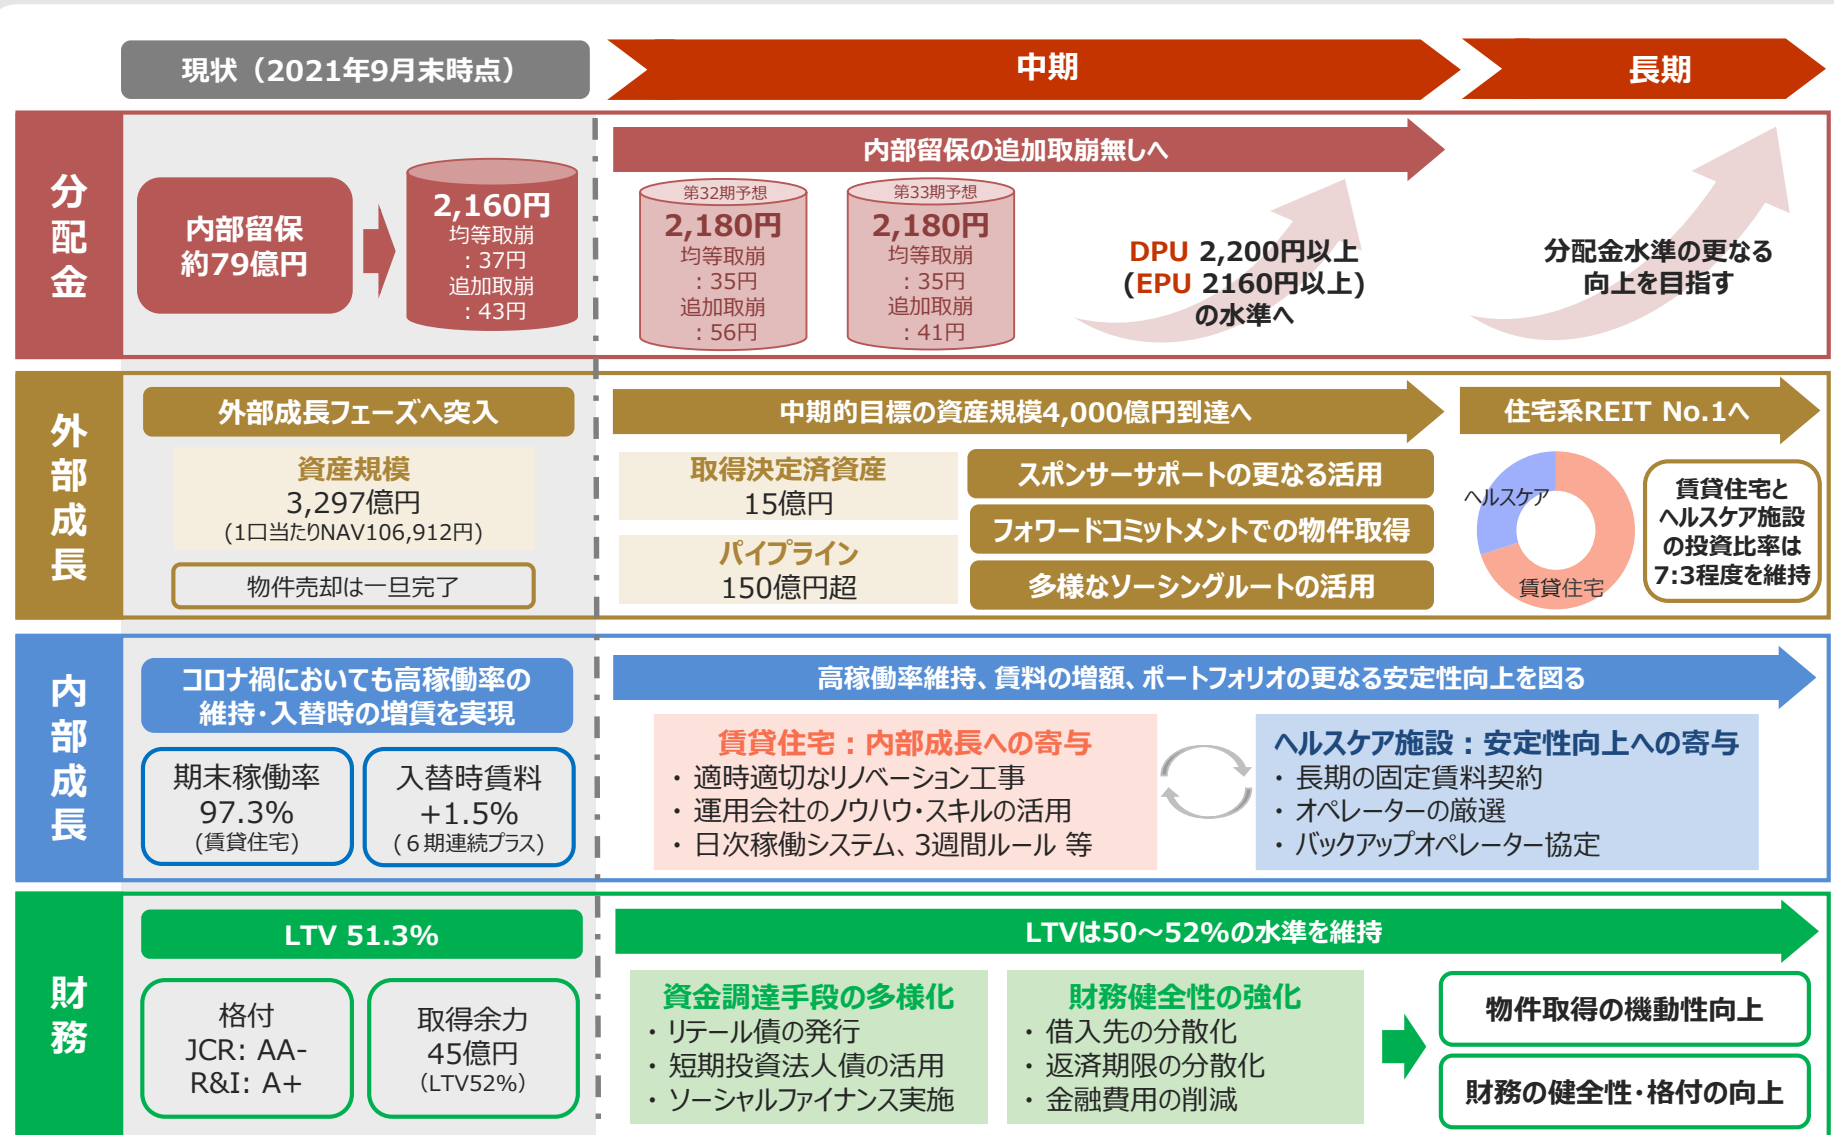 現状（2021年9月末時点）
中期
長期
分配金
内部留保
約79億円
2,160円
均等取崩
：37円
追加取崩
：43円
内部留保の追加取崩無しへ
第32期予想
2,180円
均等取崩
：35円
追加取崩
：56円
第33期予想
2,180円
均等取崩
：35円
追加取崩
：41円
DPU 2,200円以上
(EPU 2160円以上)
の水準へ
分配金水準の更なる
向上を目指す
外部成長
外部成長フェーズへ突入
資産規模
3,297億円
(1口当たりNAV106,912円)
物件売却は一旦完了
中期的目標の資産規模4,000億円到達へ
取得決定済資産
15億円
パイプライン
150億円超
スポンサーサポートの更なる活用
フォワードコミットメントでの物件取得
多様なソーシングルートの活用
住宅系REIT No.1へ
ヘルスケア
賃貸住宅
賃貸住宅と
ヘルスケア施設
の投資比率は
7:3程度を維持
内部成長
コロナ禍においても高稼働率の
維持・入替時の増賃を実現
期末稼働率
97.3%
(賃貸住宅)
入替時賃料
+1.5%
(６期連続プラス)
高稼働率維持、賃料の増額、ポートフォリオの更なる安定性向上を図る
賃貸住宅：内部成長への寄与
・適時適切なリノベーション工事
・運用会社のノウハウ・スキルの活用
・日次稼働システム、3週間ルール 等
ヘルスケア施設：安定性向上への寄与
・長期の固定賃料契約
・オペレーターの厳選
・バックアップオペレーター協定
財務
LTV 51.3%
格付
JCR: AA-
R&I: A+
取得余力
45億円
（LTV52%）
LTVは50～52%の水準を維持
資金調達手段の多様化
・リテール債の発行
・短期投資法人債の活用
・ソーシャルファイナンス実施
財務健全性の強化
・借入先の分散化
・返済期限の分散化
・金融費用の削減
物件取得の機動性向上
財務の健全性・格付の向上